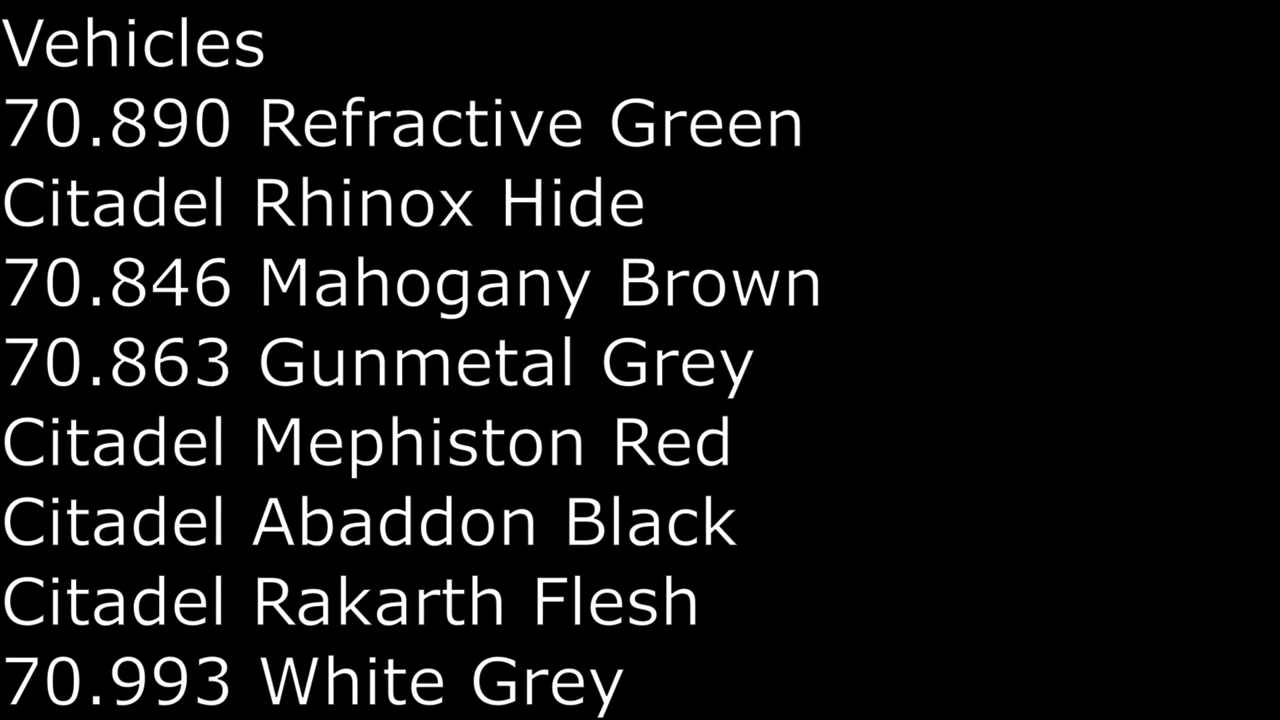 Vehicles
70.890 Refractive Green
Citadel Rhinox Hide
70.846 Mahogany Brown
70.863 Gunmetal Grey
Citadel Mephiston Red
Citadel Abaddon Black
Citadel Rakarth Flesh
70.993 White Grey